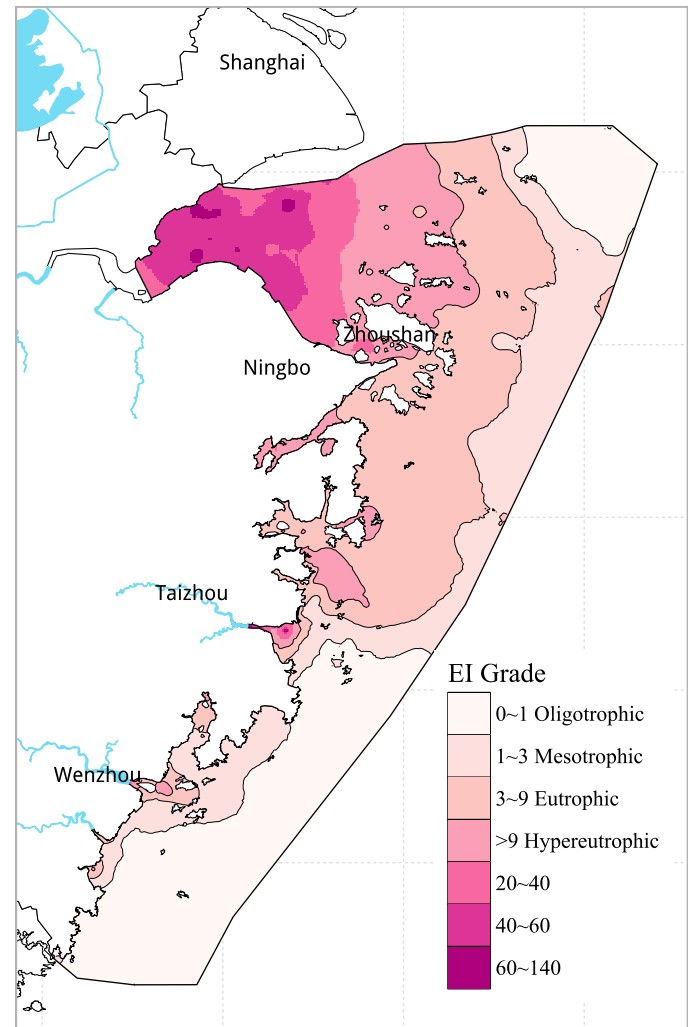 Shanghai
Zhoushan
Ningbo
Taizhou
Wenzhou
EI Grade
0~1 Oligotrophic
1~3 Mesotrophic
3~9 Eutrophic
>9 Hypereutrophic
20~40
40~60
60~140